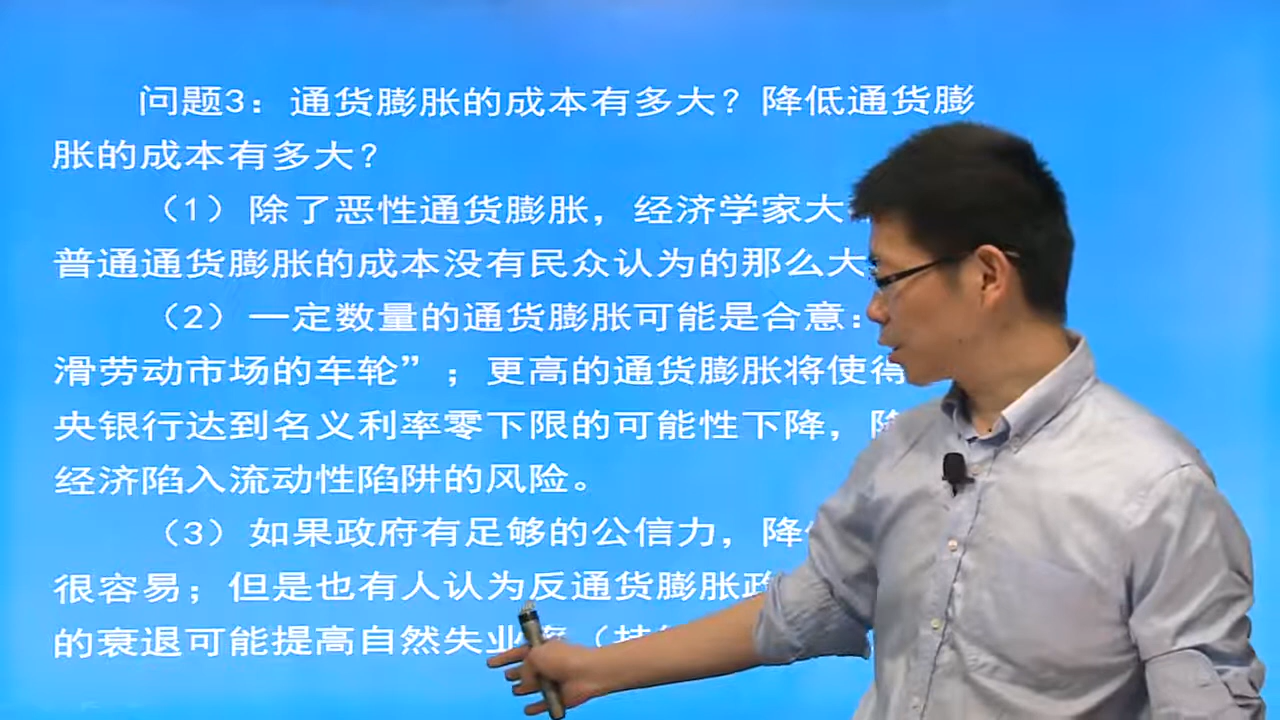 问题3：通货膨胀的成本有多大？降低通货膨
胀的成本有多大？
（1）除了恶性通货膨胀，经济学家大
普通通货膨胀的成本没有民众认为的那么大
（2）一定数量的通货膨胀可能是合意：
滑劳动市场的车轮”；更高的通货膨胀将使得
央银行达到名义利率零下限的可能性下降，降
经济陷入流动性陷阱的风险。
（3）如果政府有足够的公信力，降低
很容易；但是也有人认为反通货膨胀政
的衰退可能提高自然失业率（